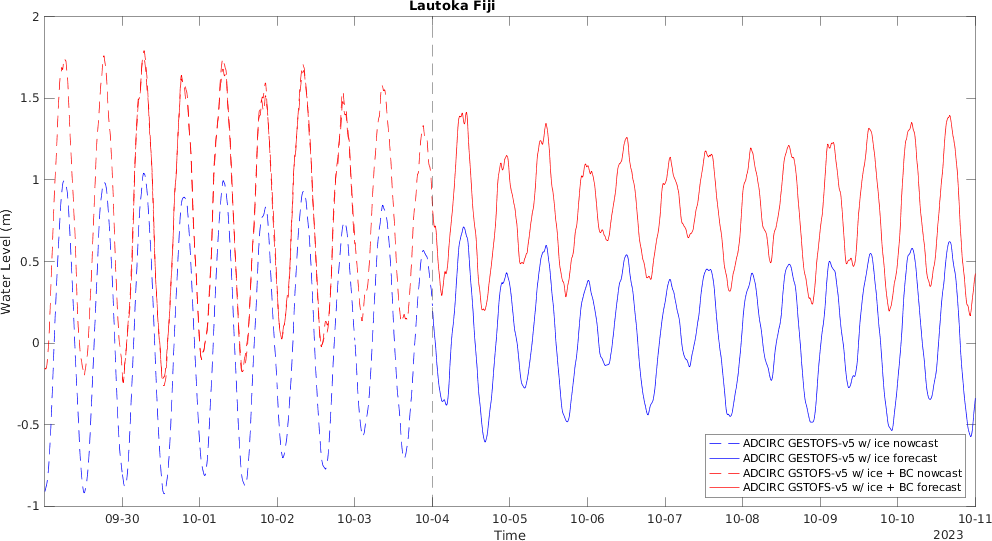 Lautoka Fiji
2
1.5
1
0.5
0
-0.5
-1
Water Level (m)
ADCIRC GESTOFS-v5 w/ ice nowcast
ADCIRC GESTOFS-v5 w/ ice forecast
ADCIRC GSTOFS-v5 w/ ice + BC nowcast
ADCIRC GSTOFS-v5 w/ ice + BC forecast
09-30 10-01 10-02 10-03 10-04 10-05 10-06 10-07 10-08 10-09 10-10 10-11
Time
2023